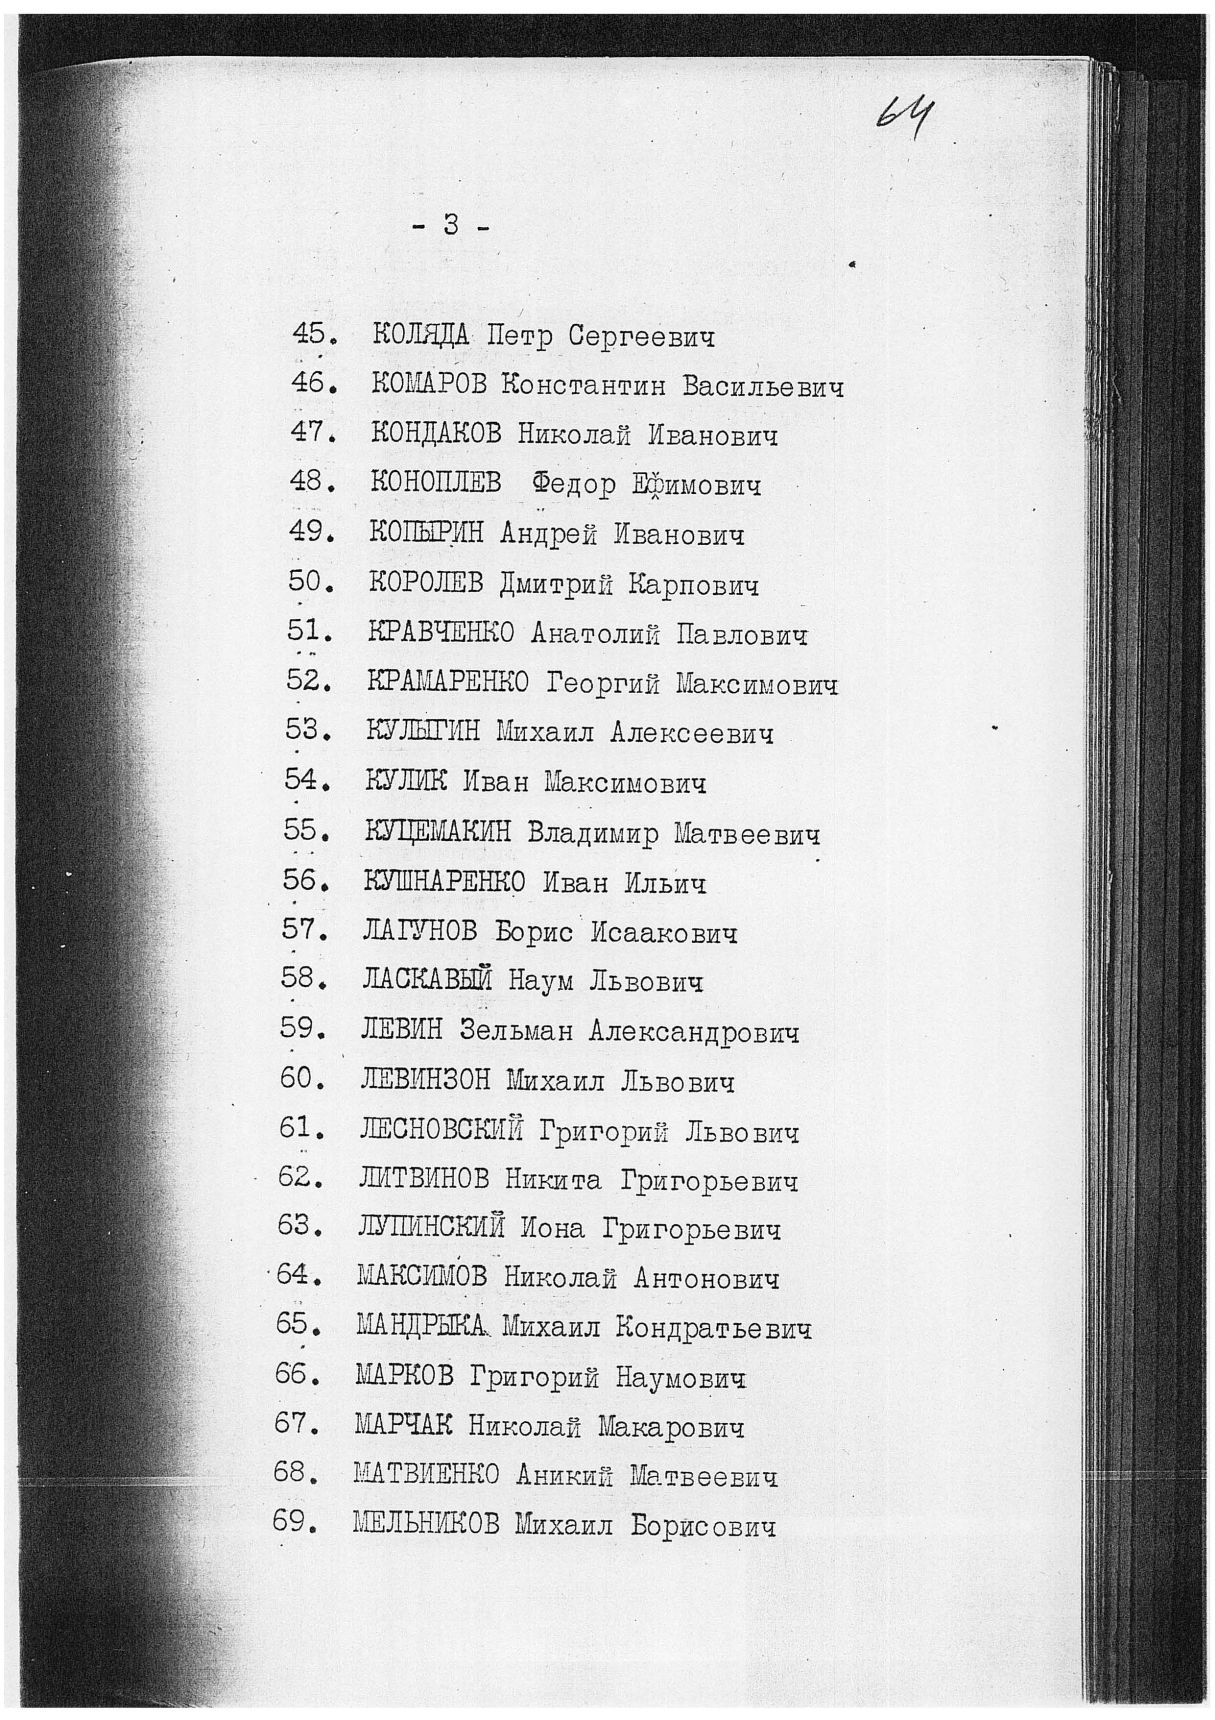 64
- 3 -
45. КОЛЯДА Петр Сергеевич
46. КОМАРОВ Константин Васильевич
47. КОНДАКОВ Николай Иванович
48. КОНОПЛЕВ Федор Ефимович
49. КОПЫРИН Андрей Иванович
50. КОРОЛЕВ Дмитрий Карпович
51. КРАВЧЕНКО Анатолий Павлович
52. КРАМАРЕНКО Георгий Максимович
53. КУЛЫГИН Михаил Алексеевич
54. КУЛИК Иван Максимович
55. КУЦЕМАКИН Владимир Матвеевич
56. КУШНАРЕНКО Иван Ильич
57. ЛАГУНОВ Борис Исаакович
58. ЛАСКАВЫЙ Наум Львович
59. ЛЕВИН Зельман Александрович
60. ЛЕВИНЗОН Михаил Львович
61. ЛЕСНОВСКИЙ Григорий Львович
62. ЛИТВИНОВ Никита Григорьевич
63. ЛУПИНСКИЙ Иона Григорьевич
64. МАКСИМОВ Николай Антонович
65. МАНДРЫКА Михаил Кондратьевич
66. МАРКОВ Григорий Наумович
67. МАРЧАК Николай Макарович
68. МАТВИЕНКО Аникий Матвеевич
69. МЕЛЬНИКОВ Михаил Борисович